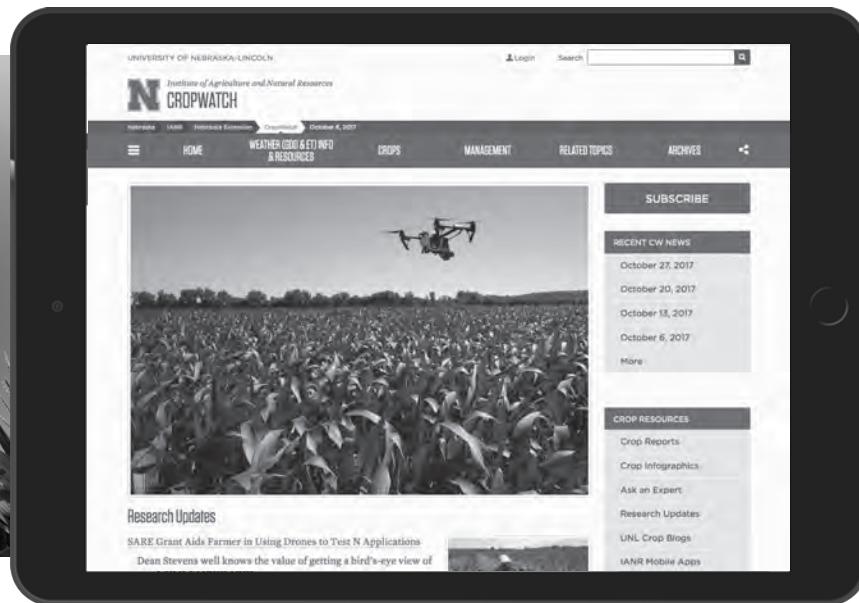 UNIVERSITY OF NEBRASKA-LINCOLN
Login
Search
N
Institute of Agriculture and Natural Resources
CROPWATCH
Nebraska
IANR
Nebraska Extension
CropWatch
October 6, 2017
HOME
WEATHER (GDD & ET) INFO
& RESOURCES
CROPS
MANAGEMENT
RELATED TOPICS
ARCHIVES
SUBSCRIBE
RECENT CW NEWS
October 27, 2017
October 20, 2017
October 13, 2017
October 6, 2017
More
CROP RESOURCES
Crop Reports
Crop Infographics
Ask an Expert
Research Updates
UNL Crop Blogs
IANR Mobile Apps
Research Updates
SARE Grant Aids Farmer in Using Drones to Test N Applications
Dean Stevens well knows the value of getting a bird's-eye view of